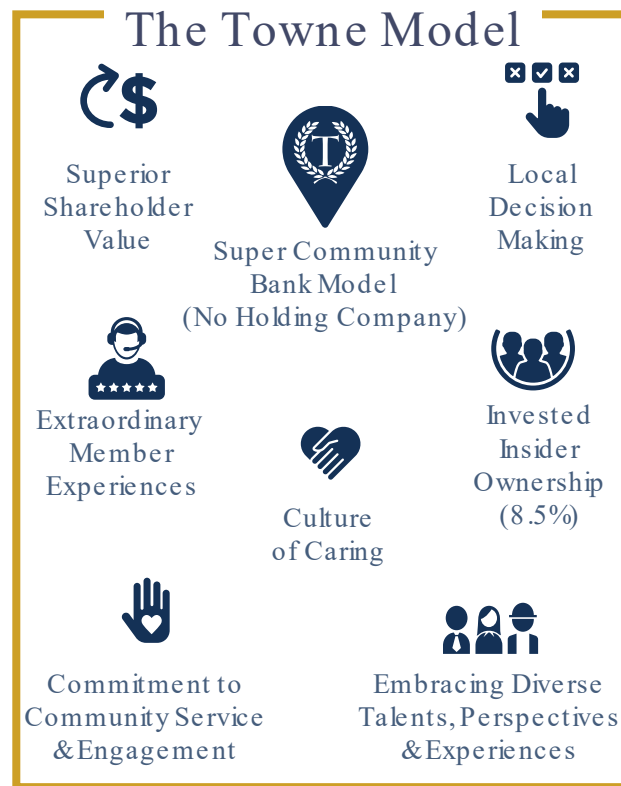 The Towne Model
Superior
Shareholder
Value
T
Super Community
Bank Model
(No Holding Company)
Local
Decision
Making
Extraordinary
Member
Experiences
Culture
of Caring
Invested
Insider
Ownership
(8.5%)
Commitment to
Community Service
& Engagement
Embracing Diverse
Talents, Perspectives
& Experiences